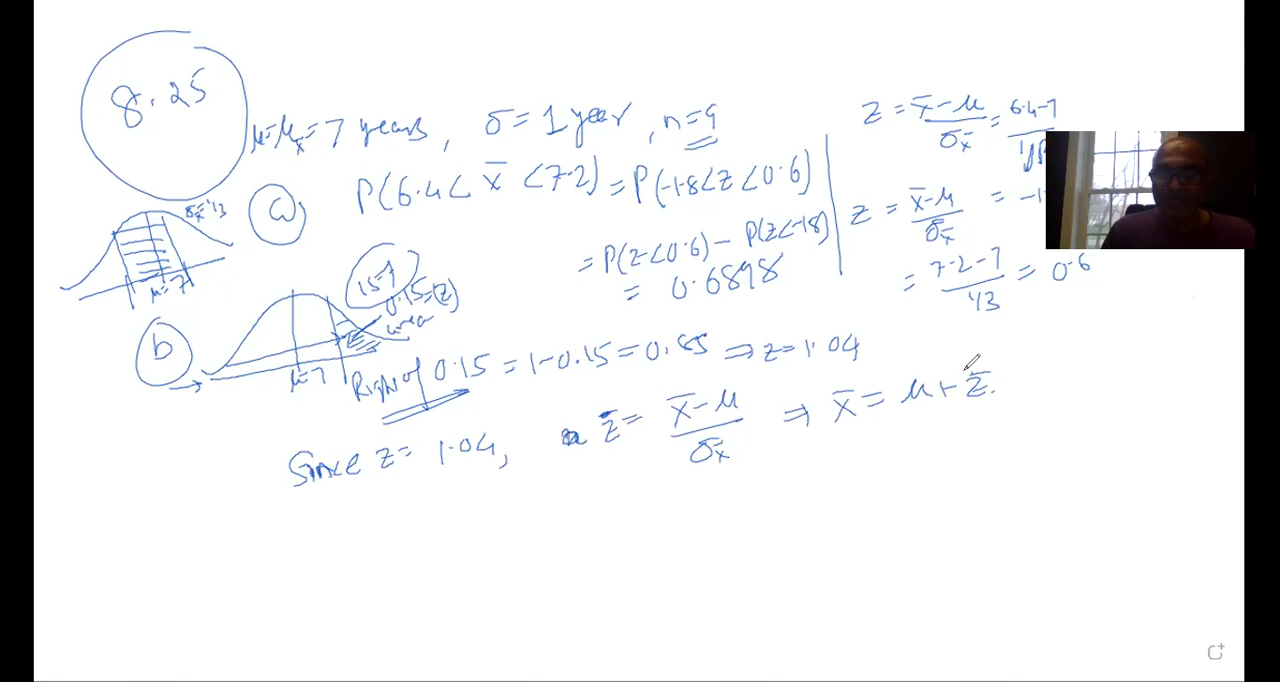 8.25
μ=μx̄=7 years, σ=1 year, n=9
a
P(6.4< x̄ <7.2) = P(-1.8<z<0.6)
= P(z<0.6) - P(z<-1.8)
= 0.6898
σx̄=1/3
μ=7
z = x̄-μ/σx̄ = 6.4-7
z = x̄-μ/σx̄
= 7.2-7/1/3 = 0.6
b
μ=7
0.15=(z)
area
Right of 0.15 = 1-0.15 = 0.85 ⇒ z=1.04
Since z= 1.04, z = x̄-μ/σx̄ ⇒ x̄ = μ+z.